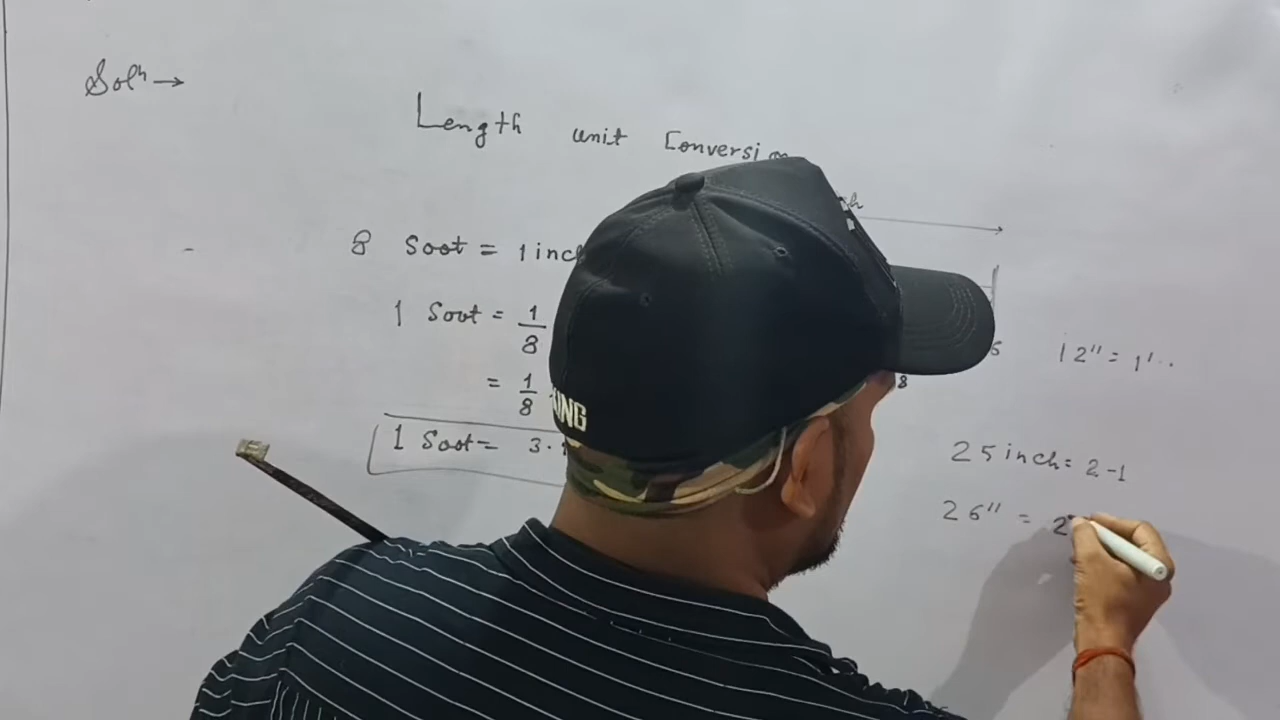 Solⁿ →
Length unit Conversion
8 Soot = 1 inch
1 Soot = 1/8
= 1/8
1 Soot = 3.
8
12" = 1'..
25 inch = 2-1
26" = 2